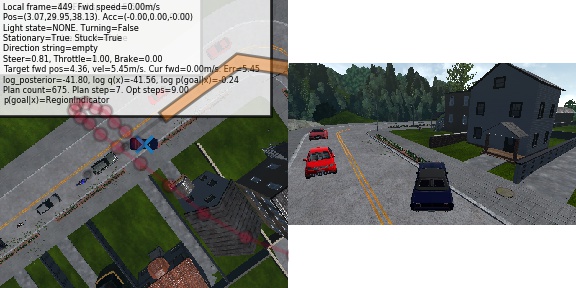 Local frame=449. Fwd speed=0.00m/s
Pos=(3.07,29.95,38.13). Acc=(-0.00,0.00,-0.00)
Light state=NONE. Turning=False
Stationary=True. Stuck=True
Direction string=empty
Steer=0.81, Throttle=1.00, Brake=0.00
Target fwd pos=4.36, vel=5.45m/s. Cur fwd=0.00m/s. Err=5.45
log_posterior=-41.80, log q(x)=-41.56, log p(goal|x)=-0.24
Plan count=675. Plan step=7. Opt steps=9.00
p(goal|x)=RegionIndicator